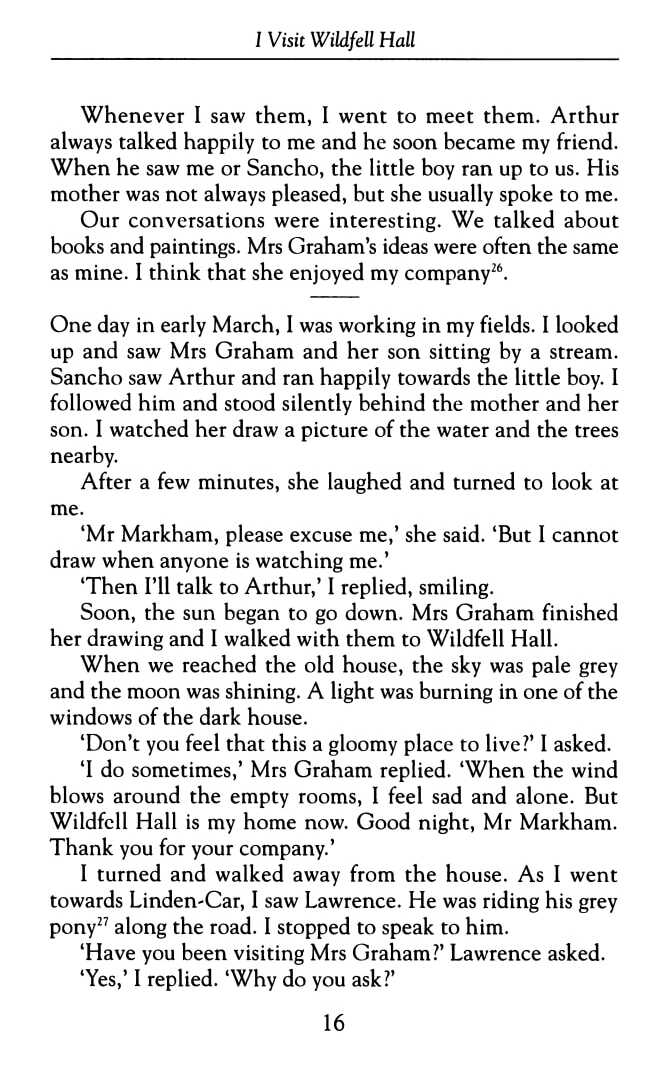 I Visit Wildfell Hall
Whenever I saw them, I went to meet them. Arthur
always talked happily to me and he soon became my friend.
When he saw me or Sancho, the little boy ran up to us. His
mother was not always pleased, but she usually spoke to me.
Our conversations were interesting. We talked about
books and paintings. Mrs Graham's ideas were often the same
as mine. I think that she enjoyed my company²⁶.
One day in early March, I was working in my fields. I looked
up and saw Mrs Graham and her son sitting by a stream.
Sancho saw Arthur and ran happily towards the little boy. I
followed him and stood silently behind the mother and her
son. I watched her draw a picture of the water and the trees
nearby.
After a few minutes, she laughed and turned to look at
me.
‘Mr Markham, please excuse me,’ she said. ‘But I cannot
draw when anyone is watching me.’
‘Then I'll talk to Arthur,’ I replied, smiling.
Soon, the sun began to go down. Mrs Graham finished
her drawing and I walked with them to Wildfell Hall.
When we reached the old house, the sky was pale grey
and the moon was shining. A light was burning in one of the
windows of the dark house.
‘Don't you feel that this a gloomy place to live?’ I asked.
‘I do sometimes,’ Mrs Graham replied. ‘When the wind
blows around the empty rooms, I feel sad and alone. But
Wildfell Hall is my home now. Good night, Mr Markham.
Thank you for your company.’
I turned and walked away from the house. As I went
towards Linden-Car, I saw Lawrence. He was riding his grey
pony²⁷ along the road. I stopped to speak to him.
‘Have you been visiting Mrs Graham?’ Lawrence asked.
‘Yes,’ I replied. ‘Why do you ask?’
16